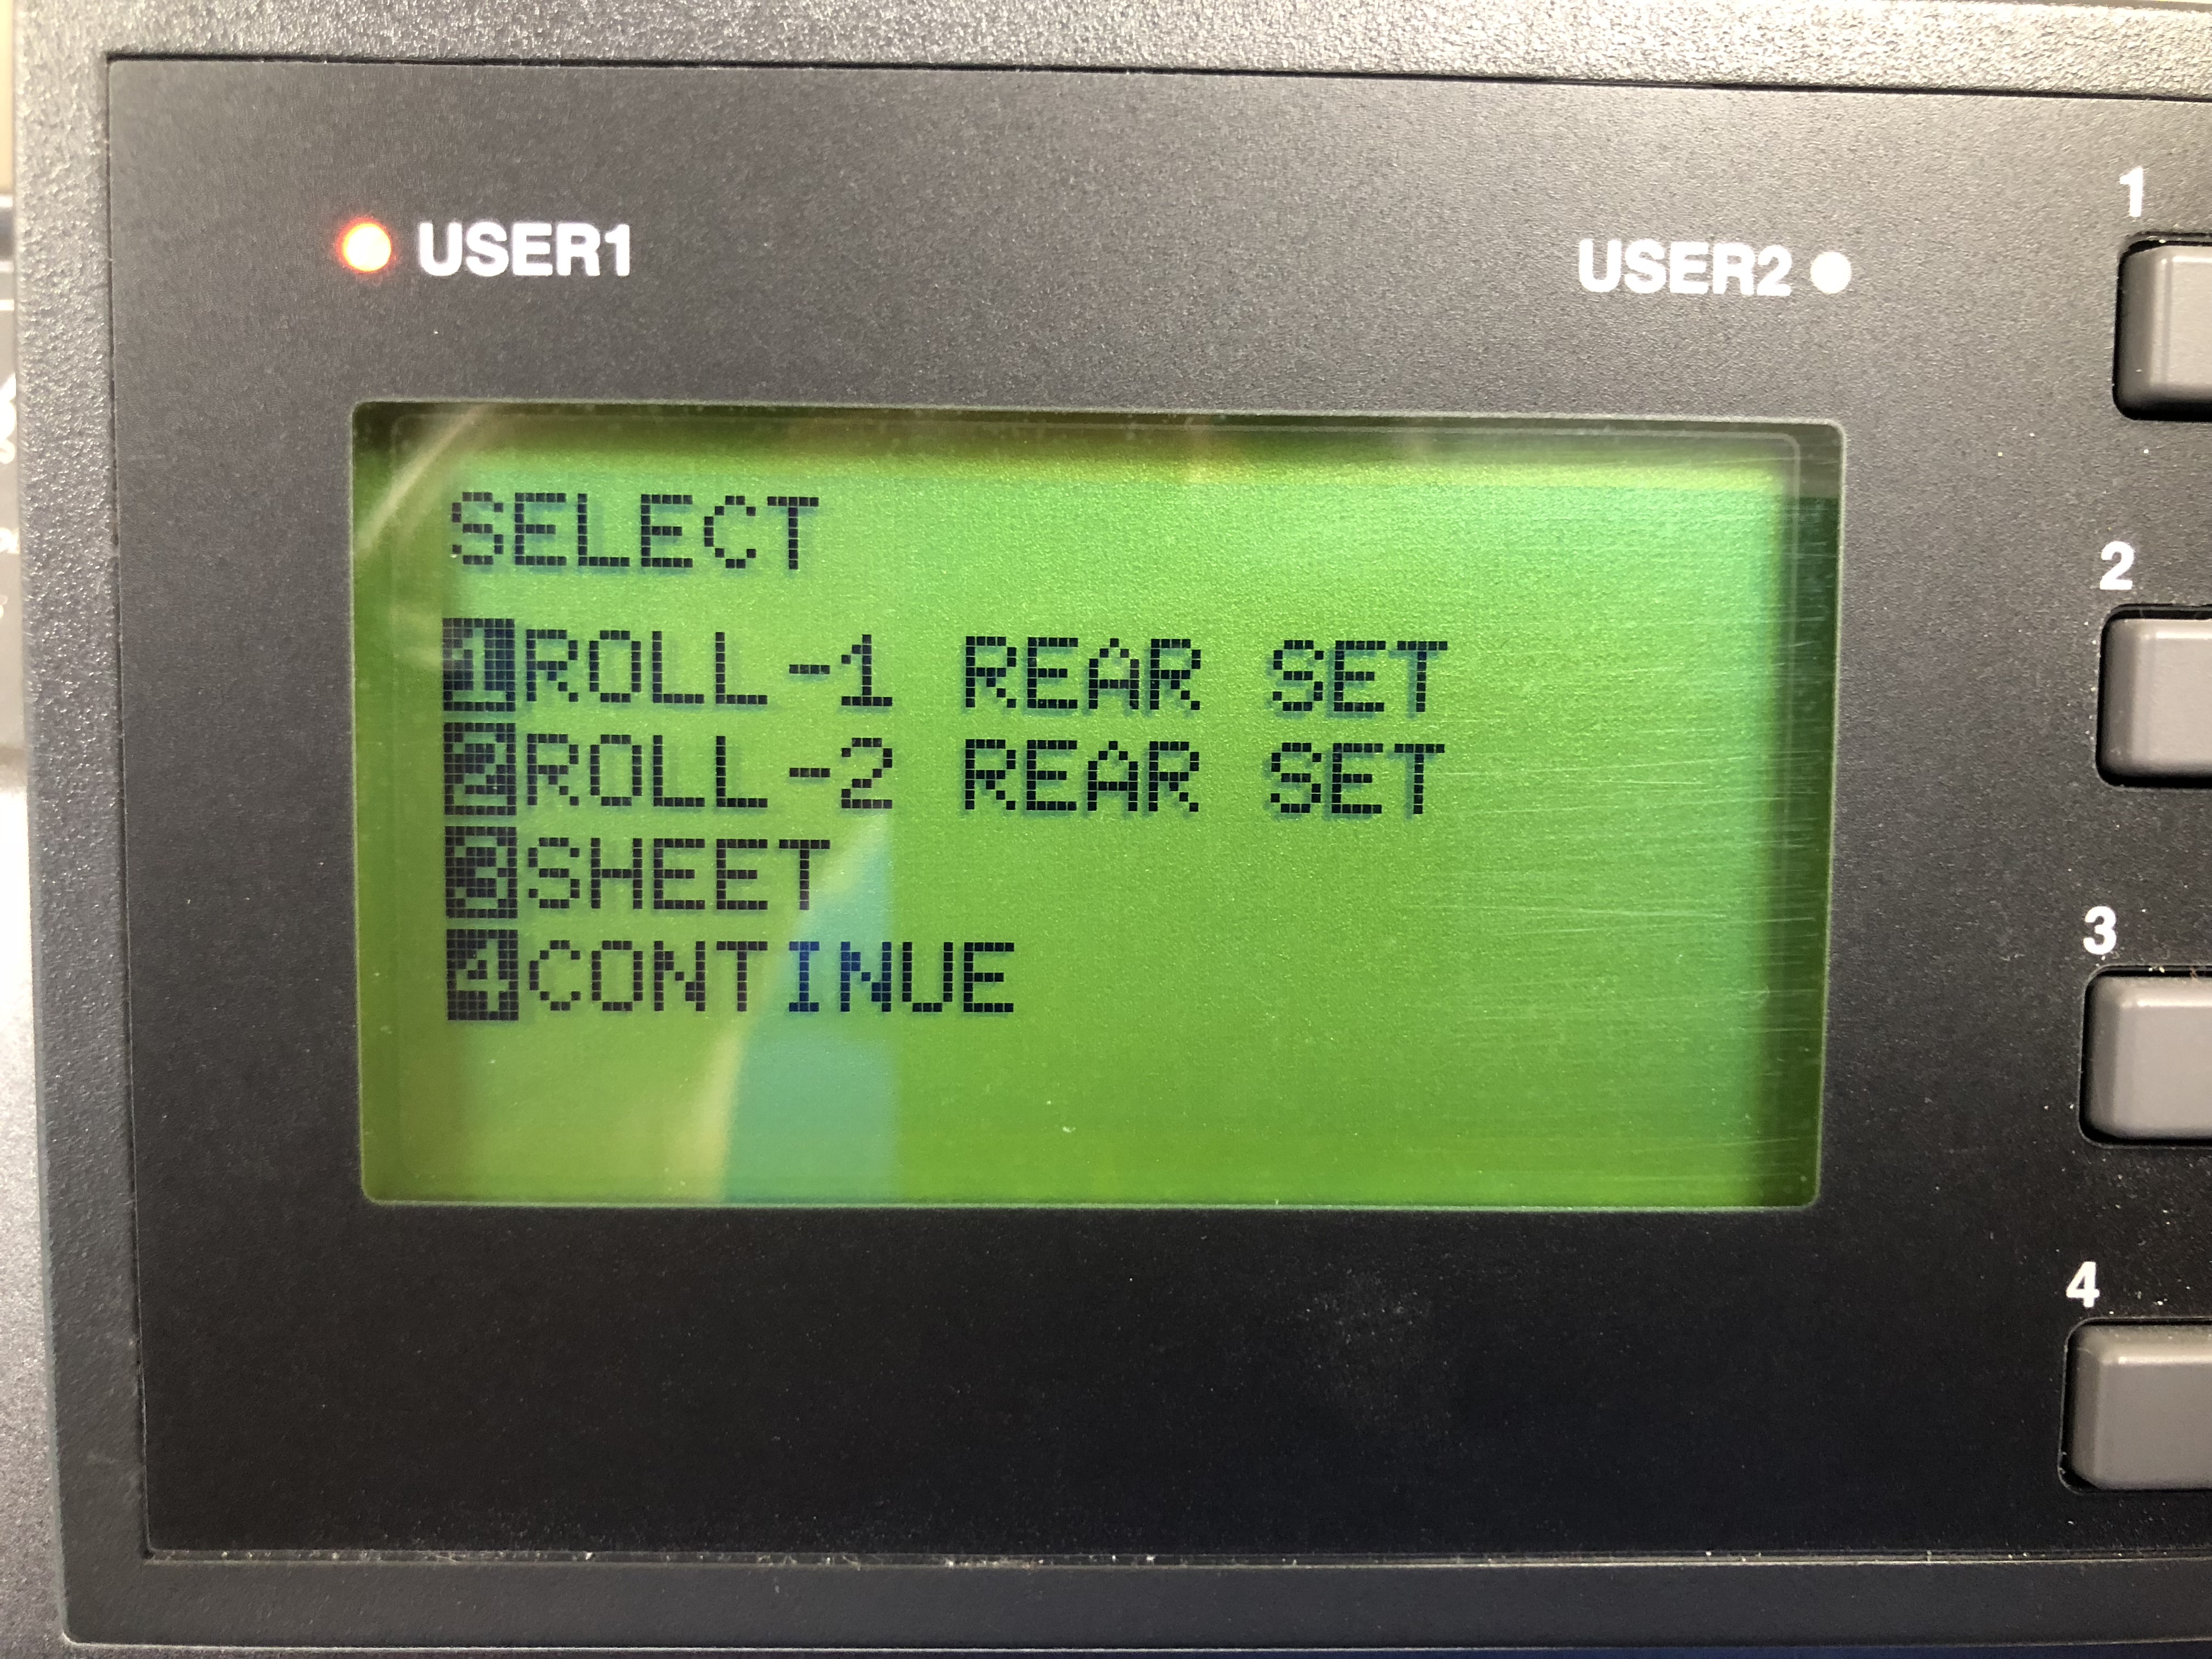 USER1 USER2
SELECT
1ROLL-1 REAR SET
2ROLL-2 REAR SET
3SHEET
4CONTINUE
1
2
3
4